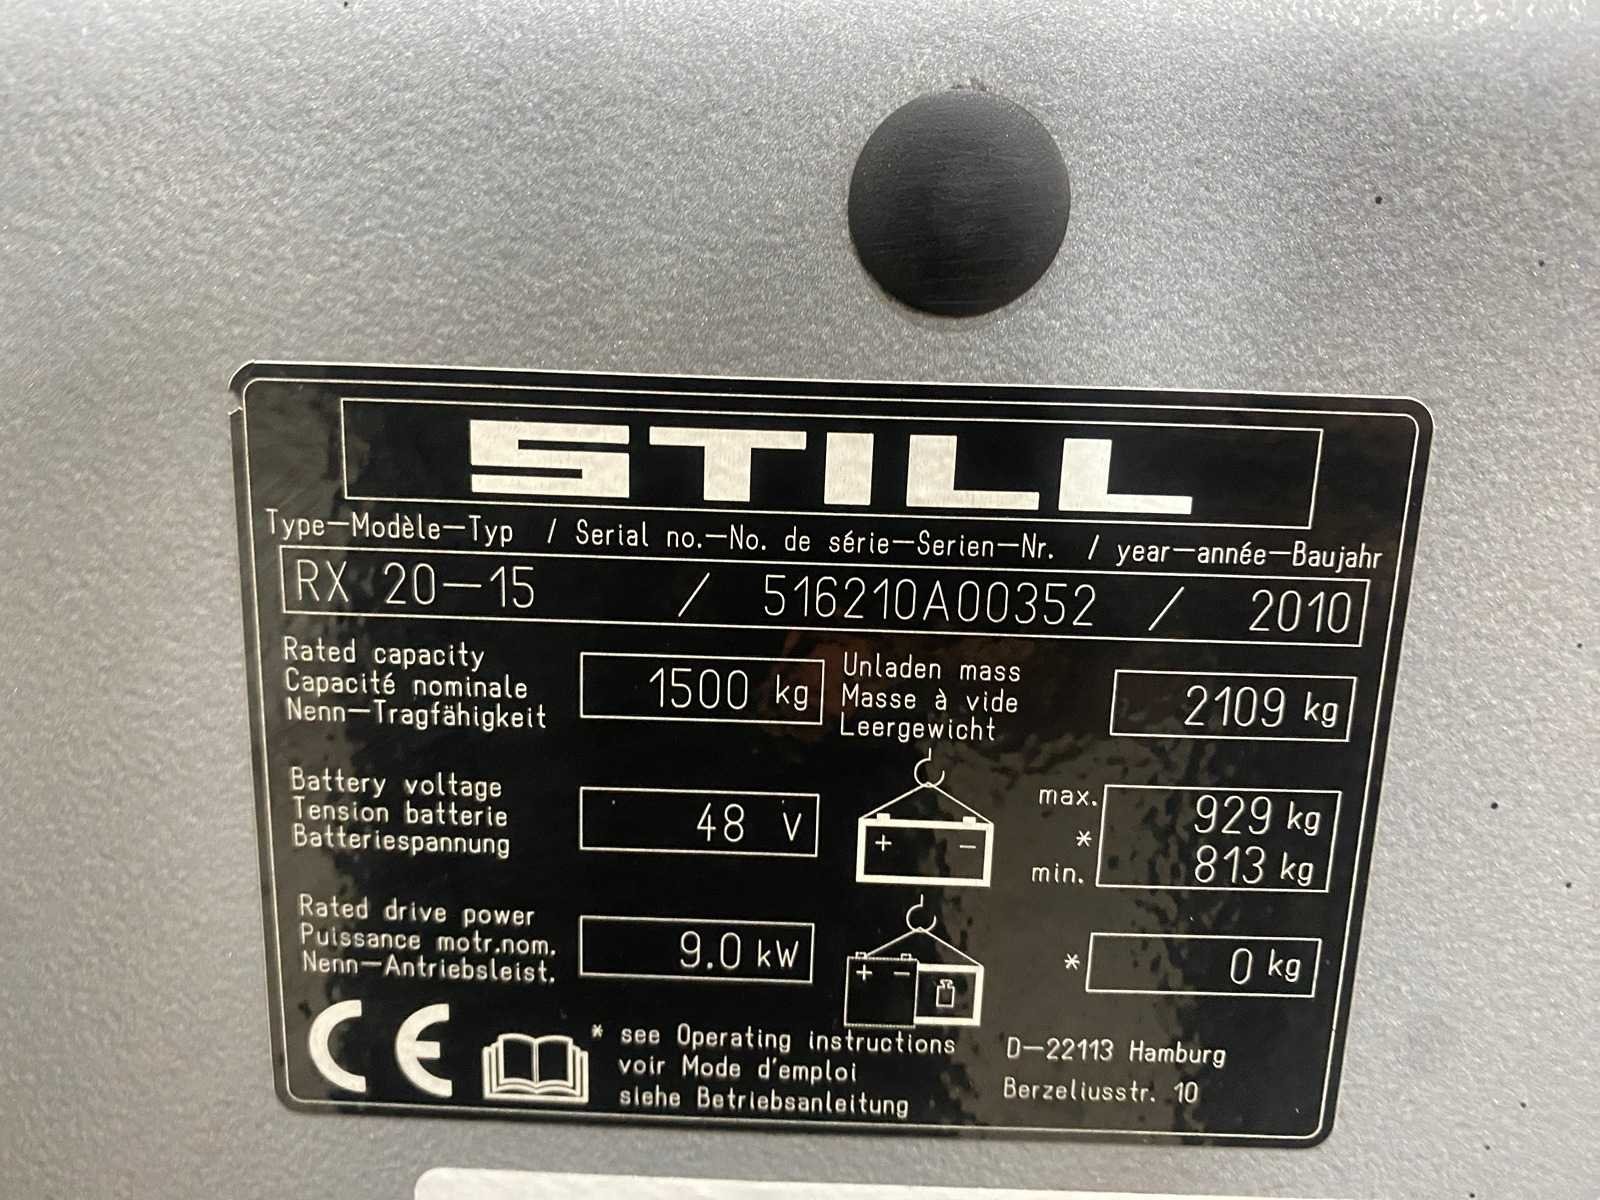 STILL
Type-Modèle-Typ / Serial no.-No. de série-Serien-Nr. / year-année-Baujahr
RX 20-15 / 516210A00352 / 2010
Rated capacity
Capacité nominale
Nenn-Tragfähigkeit
1500 kg
Unladen mass
Masse à vide
Leergewicht
2109 kg
Battery voltage
Tension batterie
Batteriespannung
48 V
+ -
max. 929 kg
*
min. 813 kg
Rated drive power
Puissance motr.nom.
Nenn-Antriebsleist.
9.0 kW
+ -
* 0 kg
CE
* see Operating instructions
voir Mode d'emploi
siehe Betriebsanleitung
D-22113 Hamburg
Berzeliusstr. 10